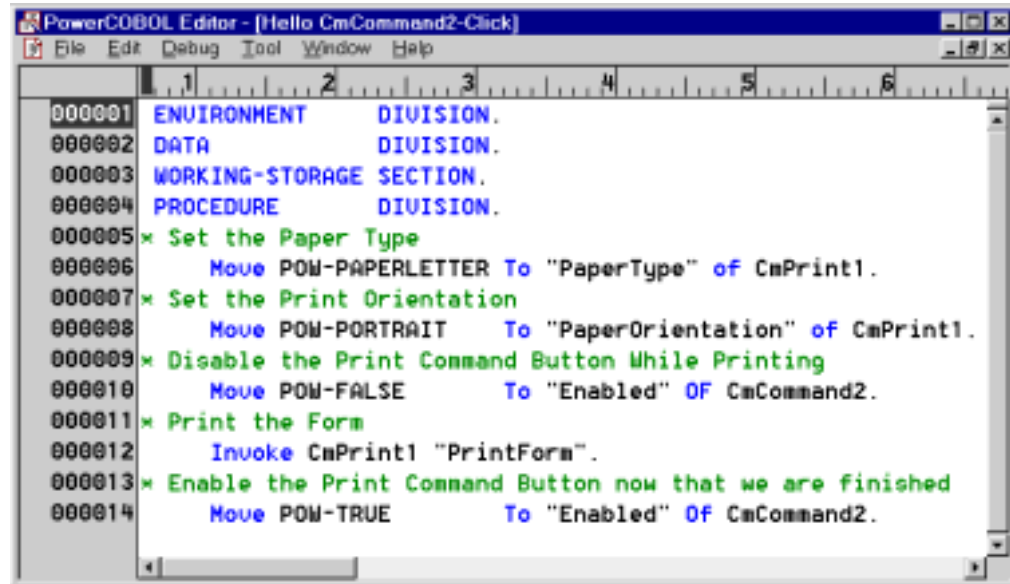 PowerCOBOL Editor - [Hello CmCommand2-Click]
File Edit Debug Tool Window Help
1 2 3 4 5 6
000001 ENVIRONMENT DIVISION.
000002 DATA DIVISION.
000003 WORKING-STORAGE SECTION.
000004 PROCEDURE DIVISION.
000005* Set the Paper Type
000006 Move POW-PAPERLETTER To "PaperType" of CmPrint1.
000007* Set the Print Orientation
000008 Move POW-PORTRAIT To "PaperOrientation" of CmPrint1.
000009* Disable the Print Command Button While Printing
000010 Move POW-FALSE To "Enabled" OF CmCommand2.
000011* Print the Form
000012 Invoke CmPrint1 "PrintForm".
000013* Enable the Print Command Button now that we are finished
000014 Move POW-TRUE To "Enabled" Of CmCommand2.